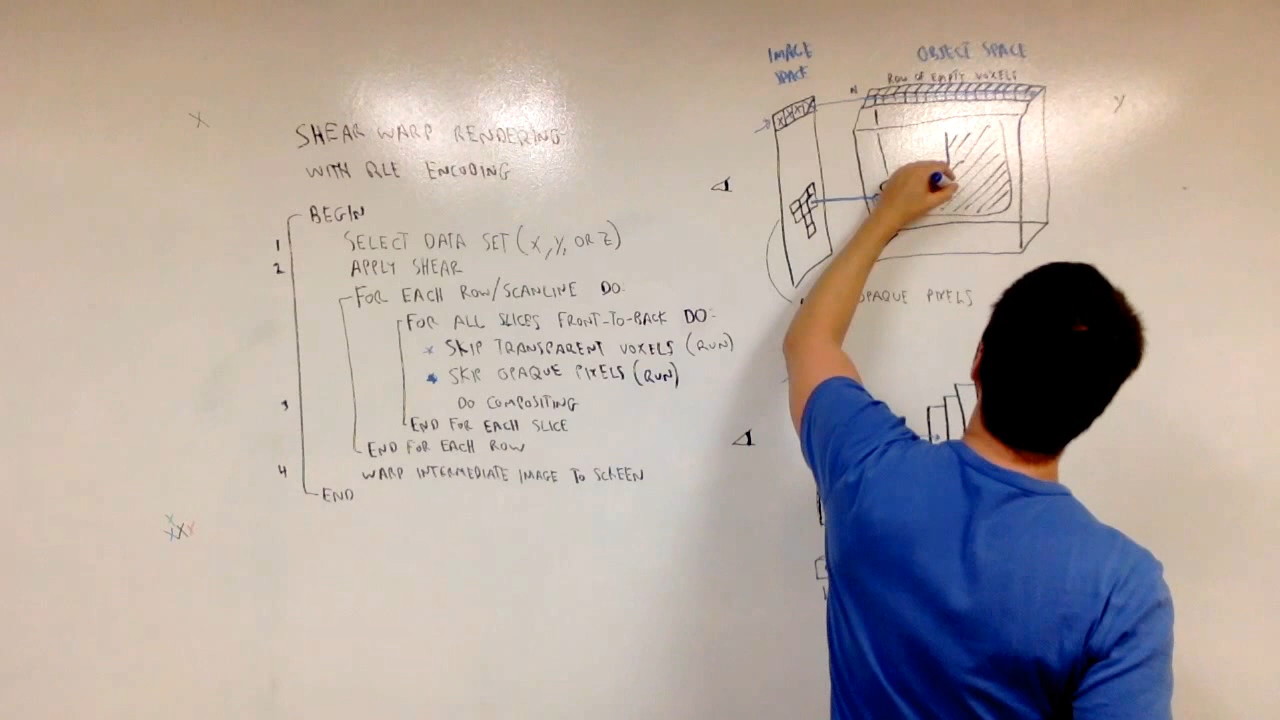 SHEAR WARP RENDERING
WITH RLE ENCODING
BEGIN
1 SELECT DATA SET (X, Y, OR Z)
2 APPLY SHEAR
FOR EACH ROW/SCANLINE DO:
FOR ALL SLICES FRONT-TO-BACK DO:
* SKIP TRANSPARENT VOXELS (RUN)
* SKIP OPAQUE PIXELS (RUN)
3 DO COMPOSITING
END FOR EACH SLICE
END FOR EACH ROW
4 WARP INTERMEDIATE IMAGE TO SCREEN
END
IMAGE
SPACE
OBJECT SPACE
ROW OF EMPTY VOXELS
OPAQUE PIXELS
X
Y
XXY
X